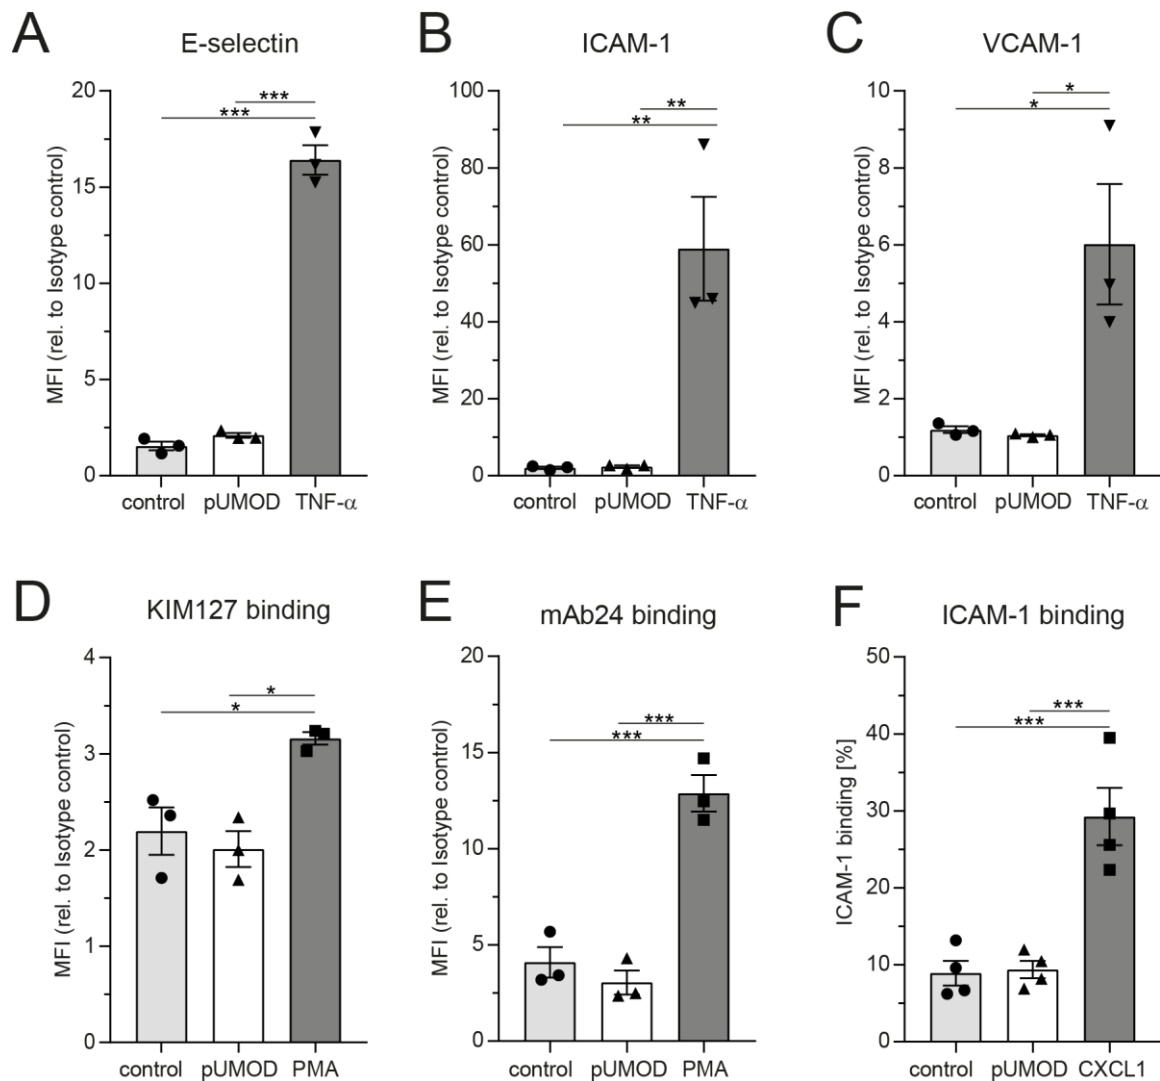 A
E-selectin
MFI (rel. to Isotype control)
20
15
10
5
0
***
***
control pUMOD TNF-α
B
ICAM-1
MFI (rel. to Isotype control)
100
80
60
40
20
0
**
**
control pUMOD TNF-α
C
VCAM-1
MFI (rel. to Isotype control)
10
8
6
4
2
0
*
*
control pUMOD TNF-α
D
KIM127 binding
MFI (rel. to Isotype control)
4
3
2
1
0
*
*
control pUMOD PMA
E
mAb24 binding
MFI (rel. to Isotype control)
20
15
10
5
0
***
***
control pUMOD PMA
F
ICAM-1 binding
ICAM-1 binding [%]
50
40
30
20
10
0
***
***
control pUMOD CXCL1